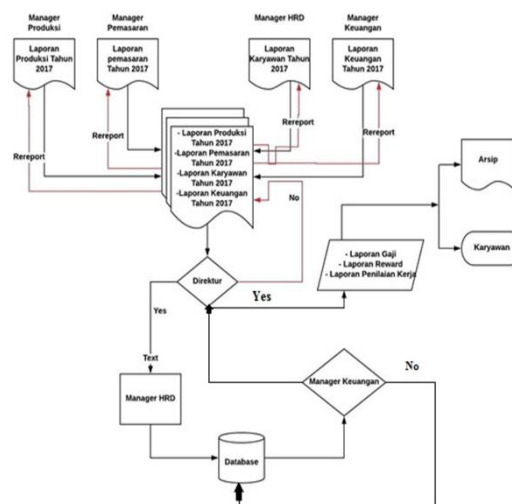 Manager
Produksi
Manager
Pemasaran
Manager HRD
Manager
Keuangan
Laporan
Produksi Tahun
2017
Laporan
pemasaran
Tahun 2017
Laporan
Karyawan Tahun
2017
Laporan
Keuangan
Tahun 2017
Rereport
Rereport
Rereport
Rereport
- Laporan Produksi
Tahun 2017
-Laporan Pemasaran
Tahun 2017
-Laporan Karyawan
Tahun 2017
-Laporan Keuangan
Tahun 2017
No
Arsip
Karyawan
- Laporan Gaji
- Laporan Reward
- Laporan Penilaian Kerja
Direktur
Yes
Yes
Text
Manager HRD
Manager Keuangan
No
Database